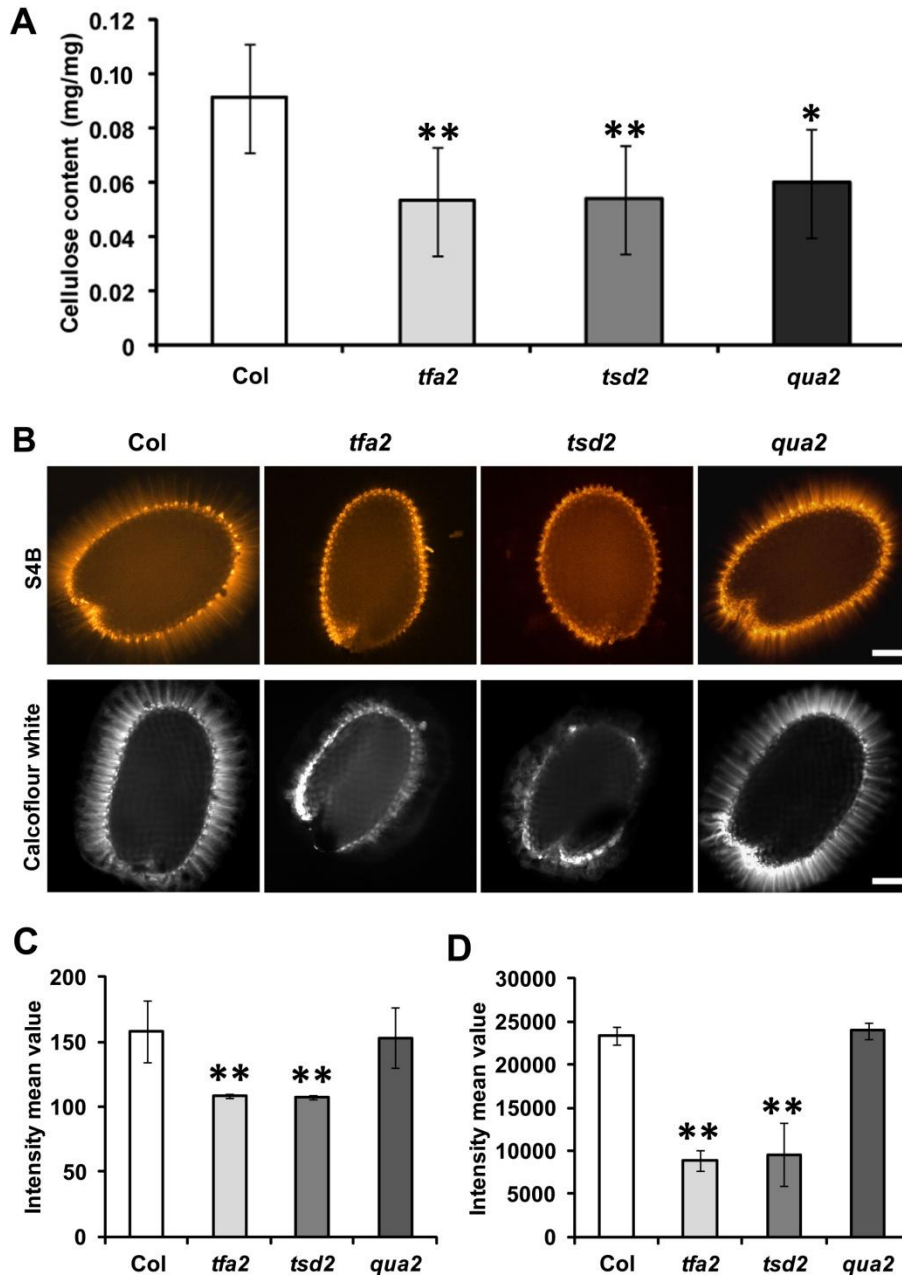 A
Cellulose content (mg/mg)
0.12
0.10
0.08
0.06
0.04
0.02
0
**
**
*
Col tfa2 tsd2 qua2
B
Col tfa2 tsd2 qua2
S4B
Calcoflour white
C
Intensity mean value
200
150
100
50
0
** **
Col tfa2 tsd2 qua2
D
Intensity mean value
30000
25000
20000
15000
10000
5000
0
**
**
Col tfa2 tsd2 qua2